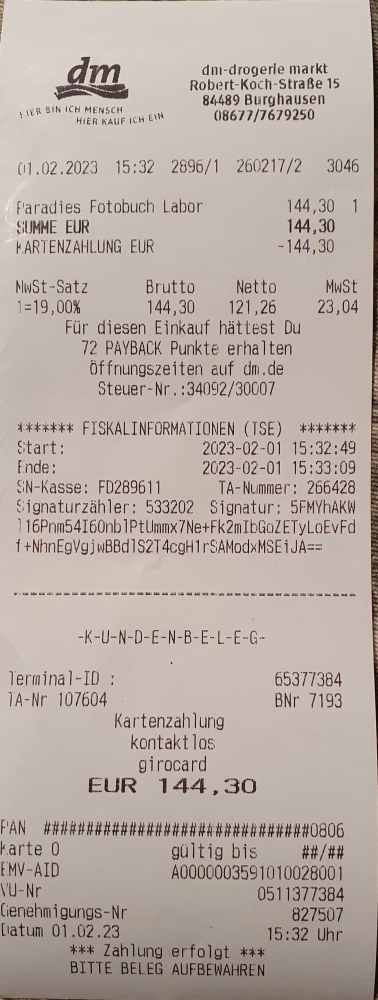 dm
HIER BIN ICH MENSCH
HIER KAUF ICH EIN
dm-drogerie markt
Robert-Koch-Straße 15
84489 Burghausen
08677/7679250
01.02.2023 15:32 2896/1 260217/2 3046
Paradies Fotobuch Labor 144,30 1
SUMME EUR 144,30
KARTENZAHLUNG EUR -144,30
MwSt-Satz Brutto Netto MwSt
1=19,00% 144,30 121,26 23,04
Für diesen Einkauf hättest Du
72 PAYBACK Punkte erhalten
Öffnungszeiten auf dm.de
Steuer-Nr.:34092/30007
******* FISKALINFORMATIONEN (TSE) *******
Start: 2023-02-01 15:32:49
Ende: 2023-02-01 15:33:09
SN-Kasse: FD289611 TA-Nummer: 266428
Signaturzähler: 533202 Signatur: 5FMYhAKW
l16Pnm54I6OnblPtUmmx7Ne+Fk2mIbGoZETyLoEvFd
f+NhnEgVgjwBBdlS2T4cgH1rSAModxMSEiJA==
-K-U-N-D-E-N-B-E-L-E-G-
Terminal-ID : 65377384
TA-Nr 107604 BNr 7193
Kartenzahlung
kontaktlos
girocard
EUR 144,30
PAN ###############################0806
Karte 0 gültig bis ##/##
EMV-AID A0000003591010028001
VU-Nr 0511377384
Genehmigungs-Nr 827507
Datum 01.02.23 15:32 Uhr
*** Zahlung erfolgt ***
BITTE BELEG AUFBEWAHREN